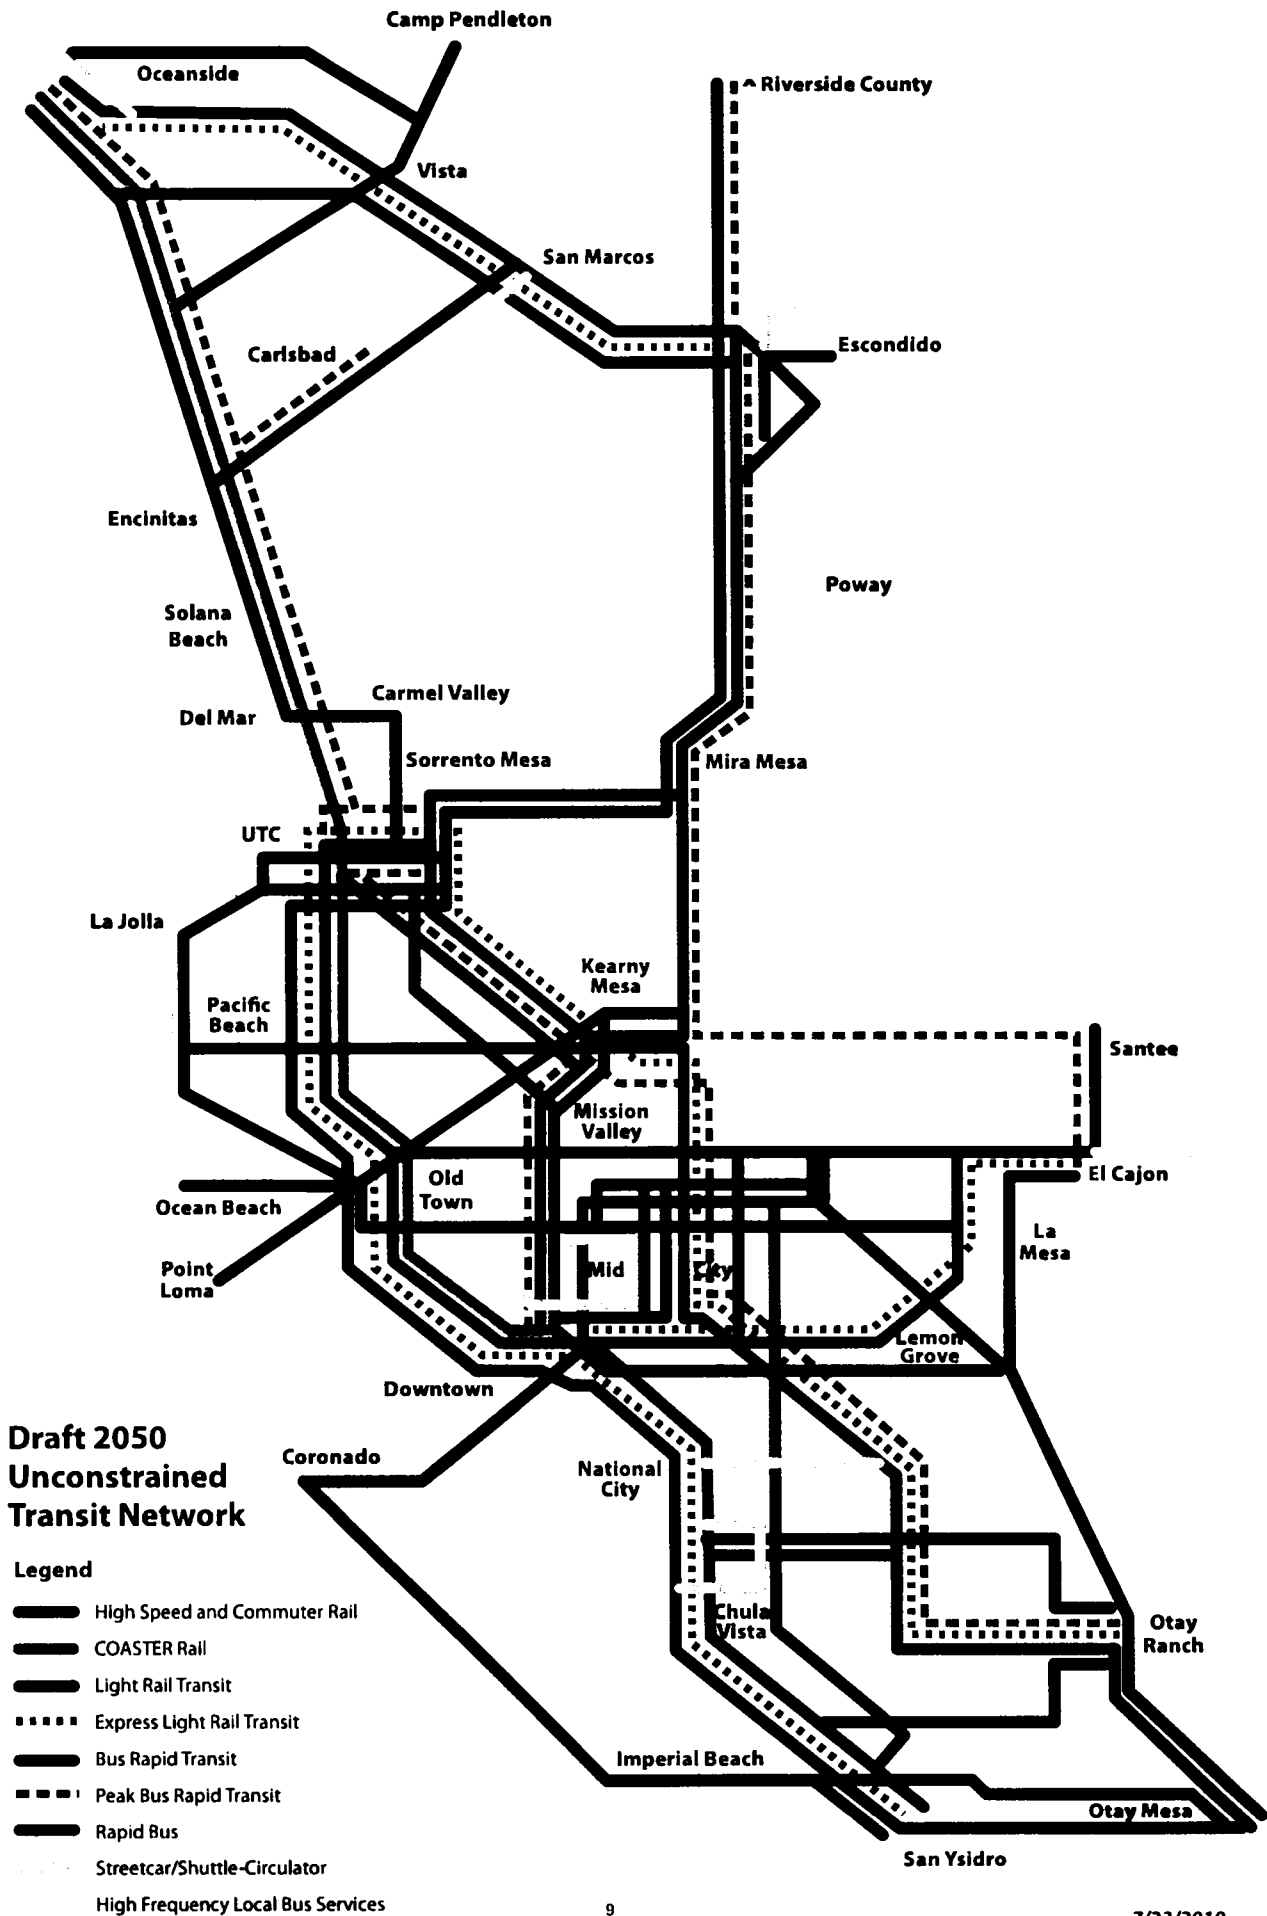 Camp Pendleton
Oceanside
^ Riverside County
Vista
San Marcos
Escondido
Carlsbad
Encinitas
Poway
Solana
Beach
Carmel Valley
Del Mar
Sorrento Mesa
Mira Mesa
UTC
La Jolla
Kearny
Mesa
Pacific
Beach
Santee
Mission
Valley
El Cajon
Old
Town
Ocean Beach
La
Mesa
Point
Loma
Mid City
Lemon
Grove
Downtown
Coronado
National
City
Chula
Vista
Otay
Ranch
Imperial Beach
Otay Mesa
San Ysidro
Draft 2050
Unconstrained
Transit Network
Legend
High Speed and Commuter Rail
COASTER Rail
Light Rail Transit
Express Light Rail Transit
Bus Rapid Transit
Peak Bus Rapid Transit
Rapid Bus
Streetcar/Shuttle-Circulator
High Frequency Local Bus Services
9